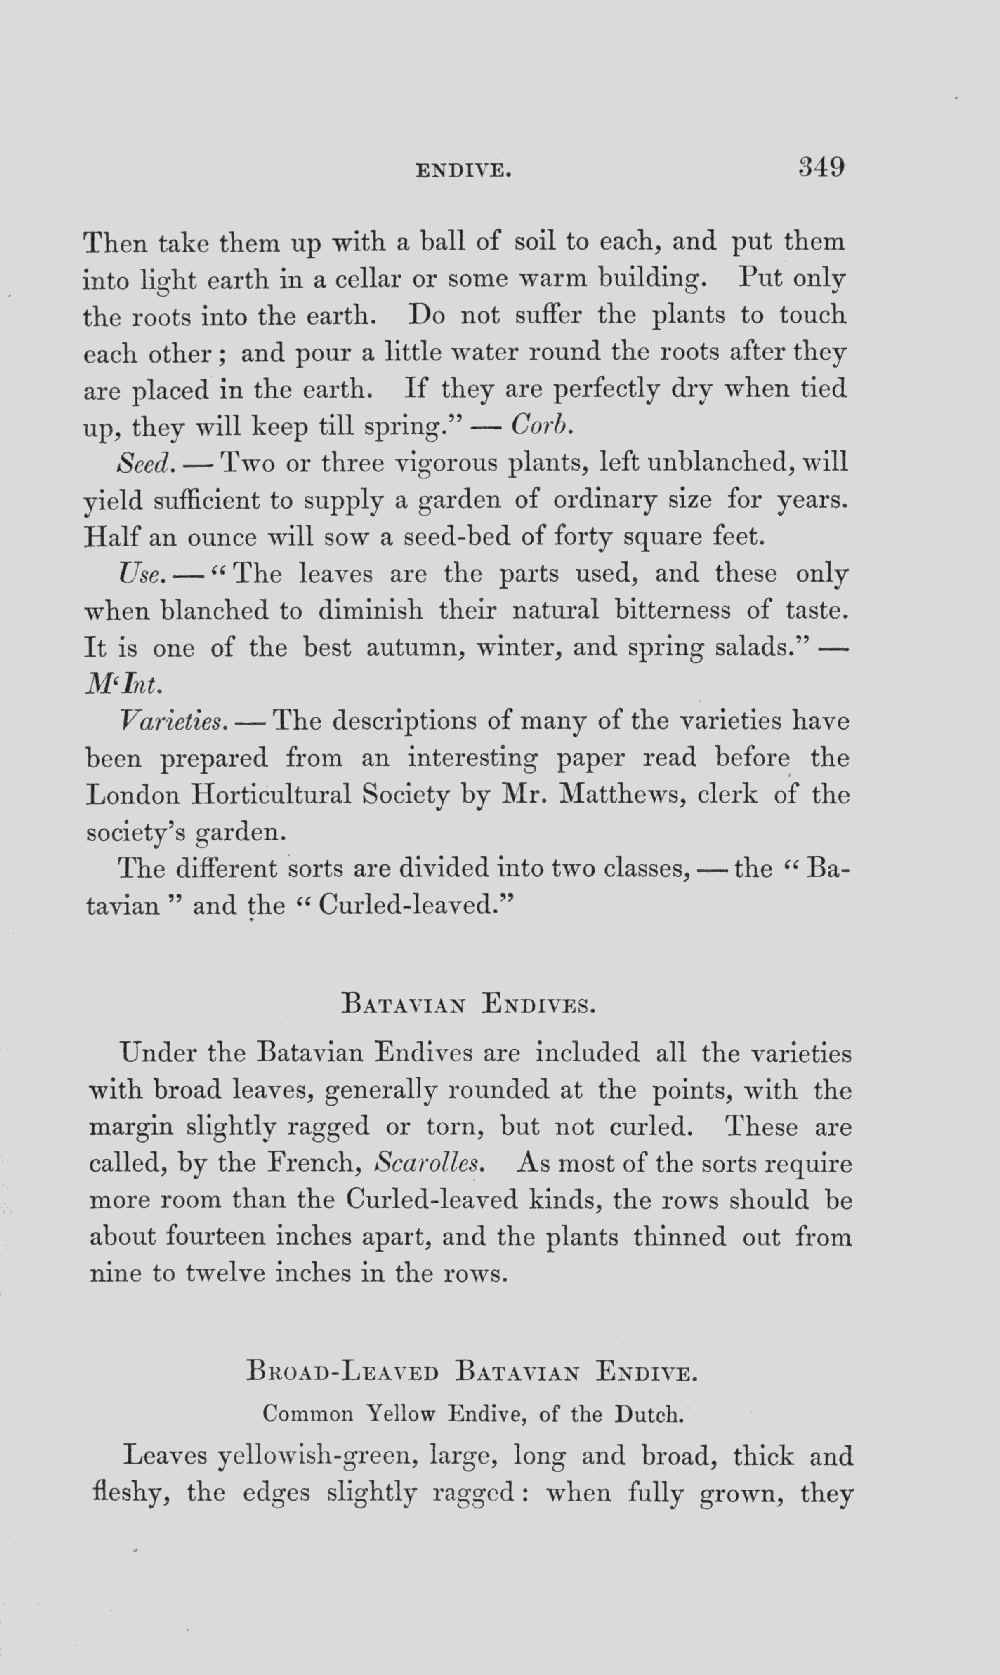 ENDIVE. 349
Then take them up with a ball of soil to each, and put them
into light earth in a cellar or some warm building. Put only
the roots into the earth. Do not suffer the plants to touch
each other ; and pour a little water round the roots after they
are placed in the earth. If they are perfectly dry when tied
up, they will keep till spring.” — Corb.
Seed. — Two or three vigorous plants, left unblanched, will
yield sufficient to supply a garden of ordinary size for years.
Half an ounce will sow a seed-bed of forty square feet.
Use. — “ The leaves are the parts used, and these only
when blanched to diminish their natural bitterness of taste.
It is one of the best autumn, winter, and spring salads.” —
M‘Int.
Varieties. — The descriptions of many of the varieties have
been prepared from an interesting paper read before the
London Horticultural Society by Mr. Matthews, clerk of the
society’s garden.
The different sorts are divided into two classes, — the “ Ba-
tavian ” and the “ Curled-leaved.”
BATAVIAN ENDIVES.
Under the Batavian Endives are included all the varieties
with broad leaves, generally rounded at the points, with the
margin slightly ragged or torn, but not curled. These are
called, by the French, Scarolles. As most of the sorts require
more room than the Curled-leaved kinds, the rows should be
about fourteen inches apart, and the plants thinned out from
nine to twelve inches in the rows.
BROAD-LEAVED BATAVIAN ENDIVE.
Common Yellow Endive, of the Dutch.
Leaves yellowish-green, large, long and broad, thick and
fleshy, the edges slightly ragged : when fully grown, they